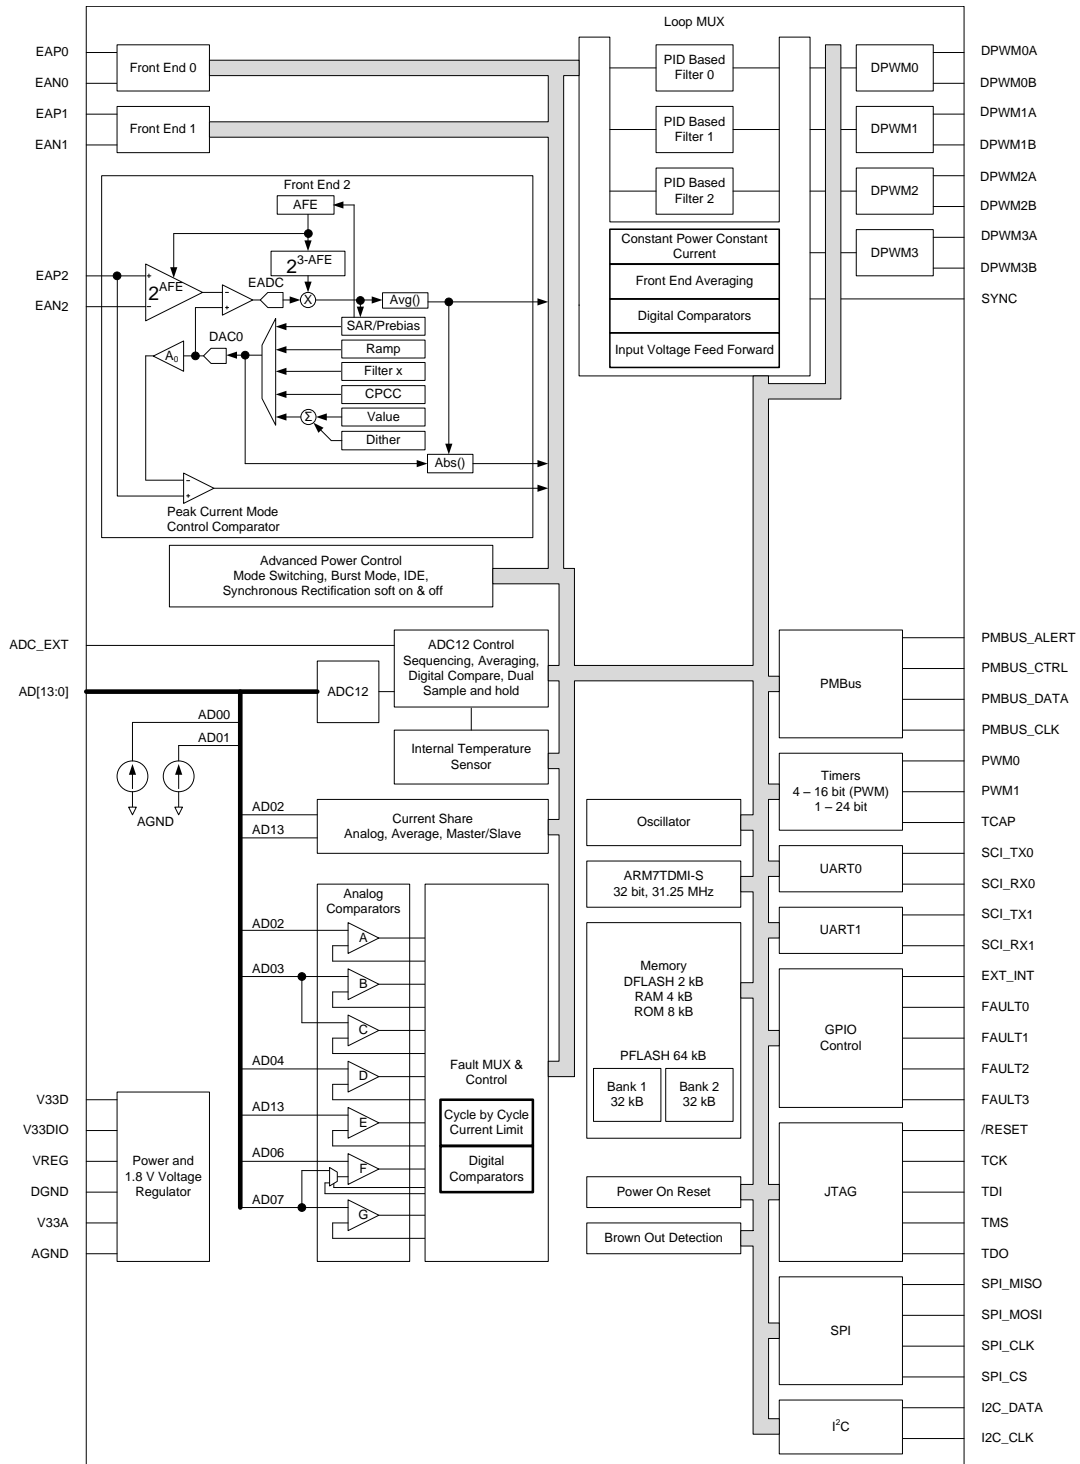 Loop MUX
EAP0
EAN0
EAP1
EAN1
Front End 0
Front End 1
PID Based
Filter 0
PID Based
Filter 1
PID Based
Filter 2
DPWM0
DPWM1
DPWM2
DPWM3
DPWM0A
DPWM0B
DPWM1A
DPWM1B
DPWM2A
DPWM2B
DPWM3A
DPWM3B
SYNC
Constant Power Constant
Current
Front End Averaging
Digital Comparators
Input Voltage Feed Forward
Front End 2
AFE
2^3-AFE
EAP2
EAN2
+
-
2^AFE
-
+
EADC
X
Avg()
DAC0
A0
SAR/Prebias
Ramp
Filter x
CPCC
Σ
Value
Dither
Abs()
-
+
Peak Current Mode
Control Comparator
Advanced Power Control
Mode Switching, Burst Mode, IDE,
Synchronous Rectification soft on & off
ADC_EXT
AD[13:0]
ADC12
ADC12 Control
Sequencing, Averaging,
Digital Compare, Dual
Sample and hold
AD00
AD01
AGND
Internal Temperature
Sensor
AD02
AD13
Current Share
Analog, Average, Master/Slave
Analog
Comparators
AD02
A
AD03
B
C
AD04
D
AD13
E
AD06
F
AD07
G
Fault MUX &
Control
Cycle by Cycle
Current Limit
Digital
Comparators
V33D
V33DIO
VREG
DGND
V33A
AGND
Power and
1.8 V Voltage
Regulator
Oscillator
ARM7TDMI-S
32 bit, 31.25 MHz
Memory
DFLASH 2 kB
RAM 4 kB
ROM 8 kB
PFLASH 64 kB
Bank 1
32 kB
Bank 2
32 kB
Power On Reset
Brown Out Detection
PMBus
PMBUS_ALERT
PMBUS_CTRL
PMBUS_DATA
PMBUS_CLK
Timers
4 – 16 bit (PWM)
1 – 24 bit
PWM0
PWM1
TCAP
UART0
SCI_TX0
SCI_RX0
UART1
SCI_TX1
SCI_RX1
GPIO
Control
EXT_INT
FAULT0
FAULT1
FAULT2
FAULT3
JTAG
/RESET
TCK
TDI
TMS
TDO
SPI
SPI_MISO
SPI_MOSI
SPI_CLK
SPI_CS
I²C
I2C_DATA
I2C_CLK